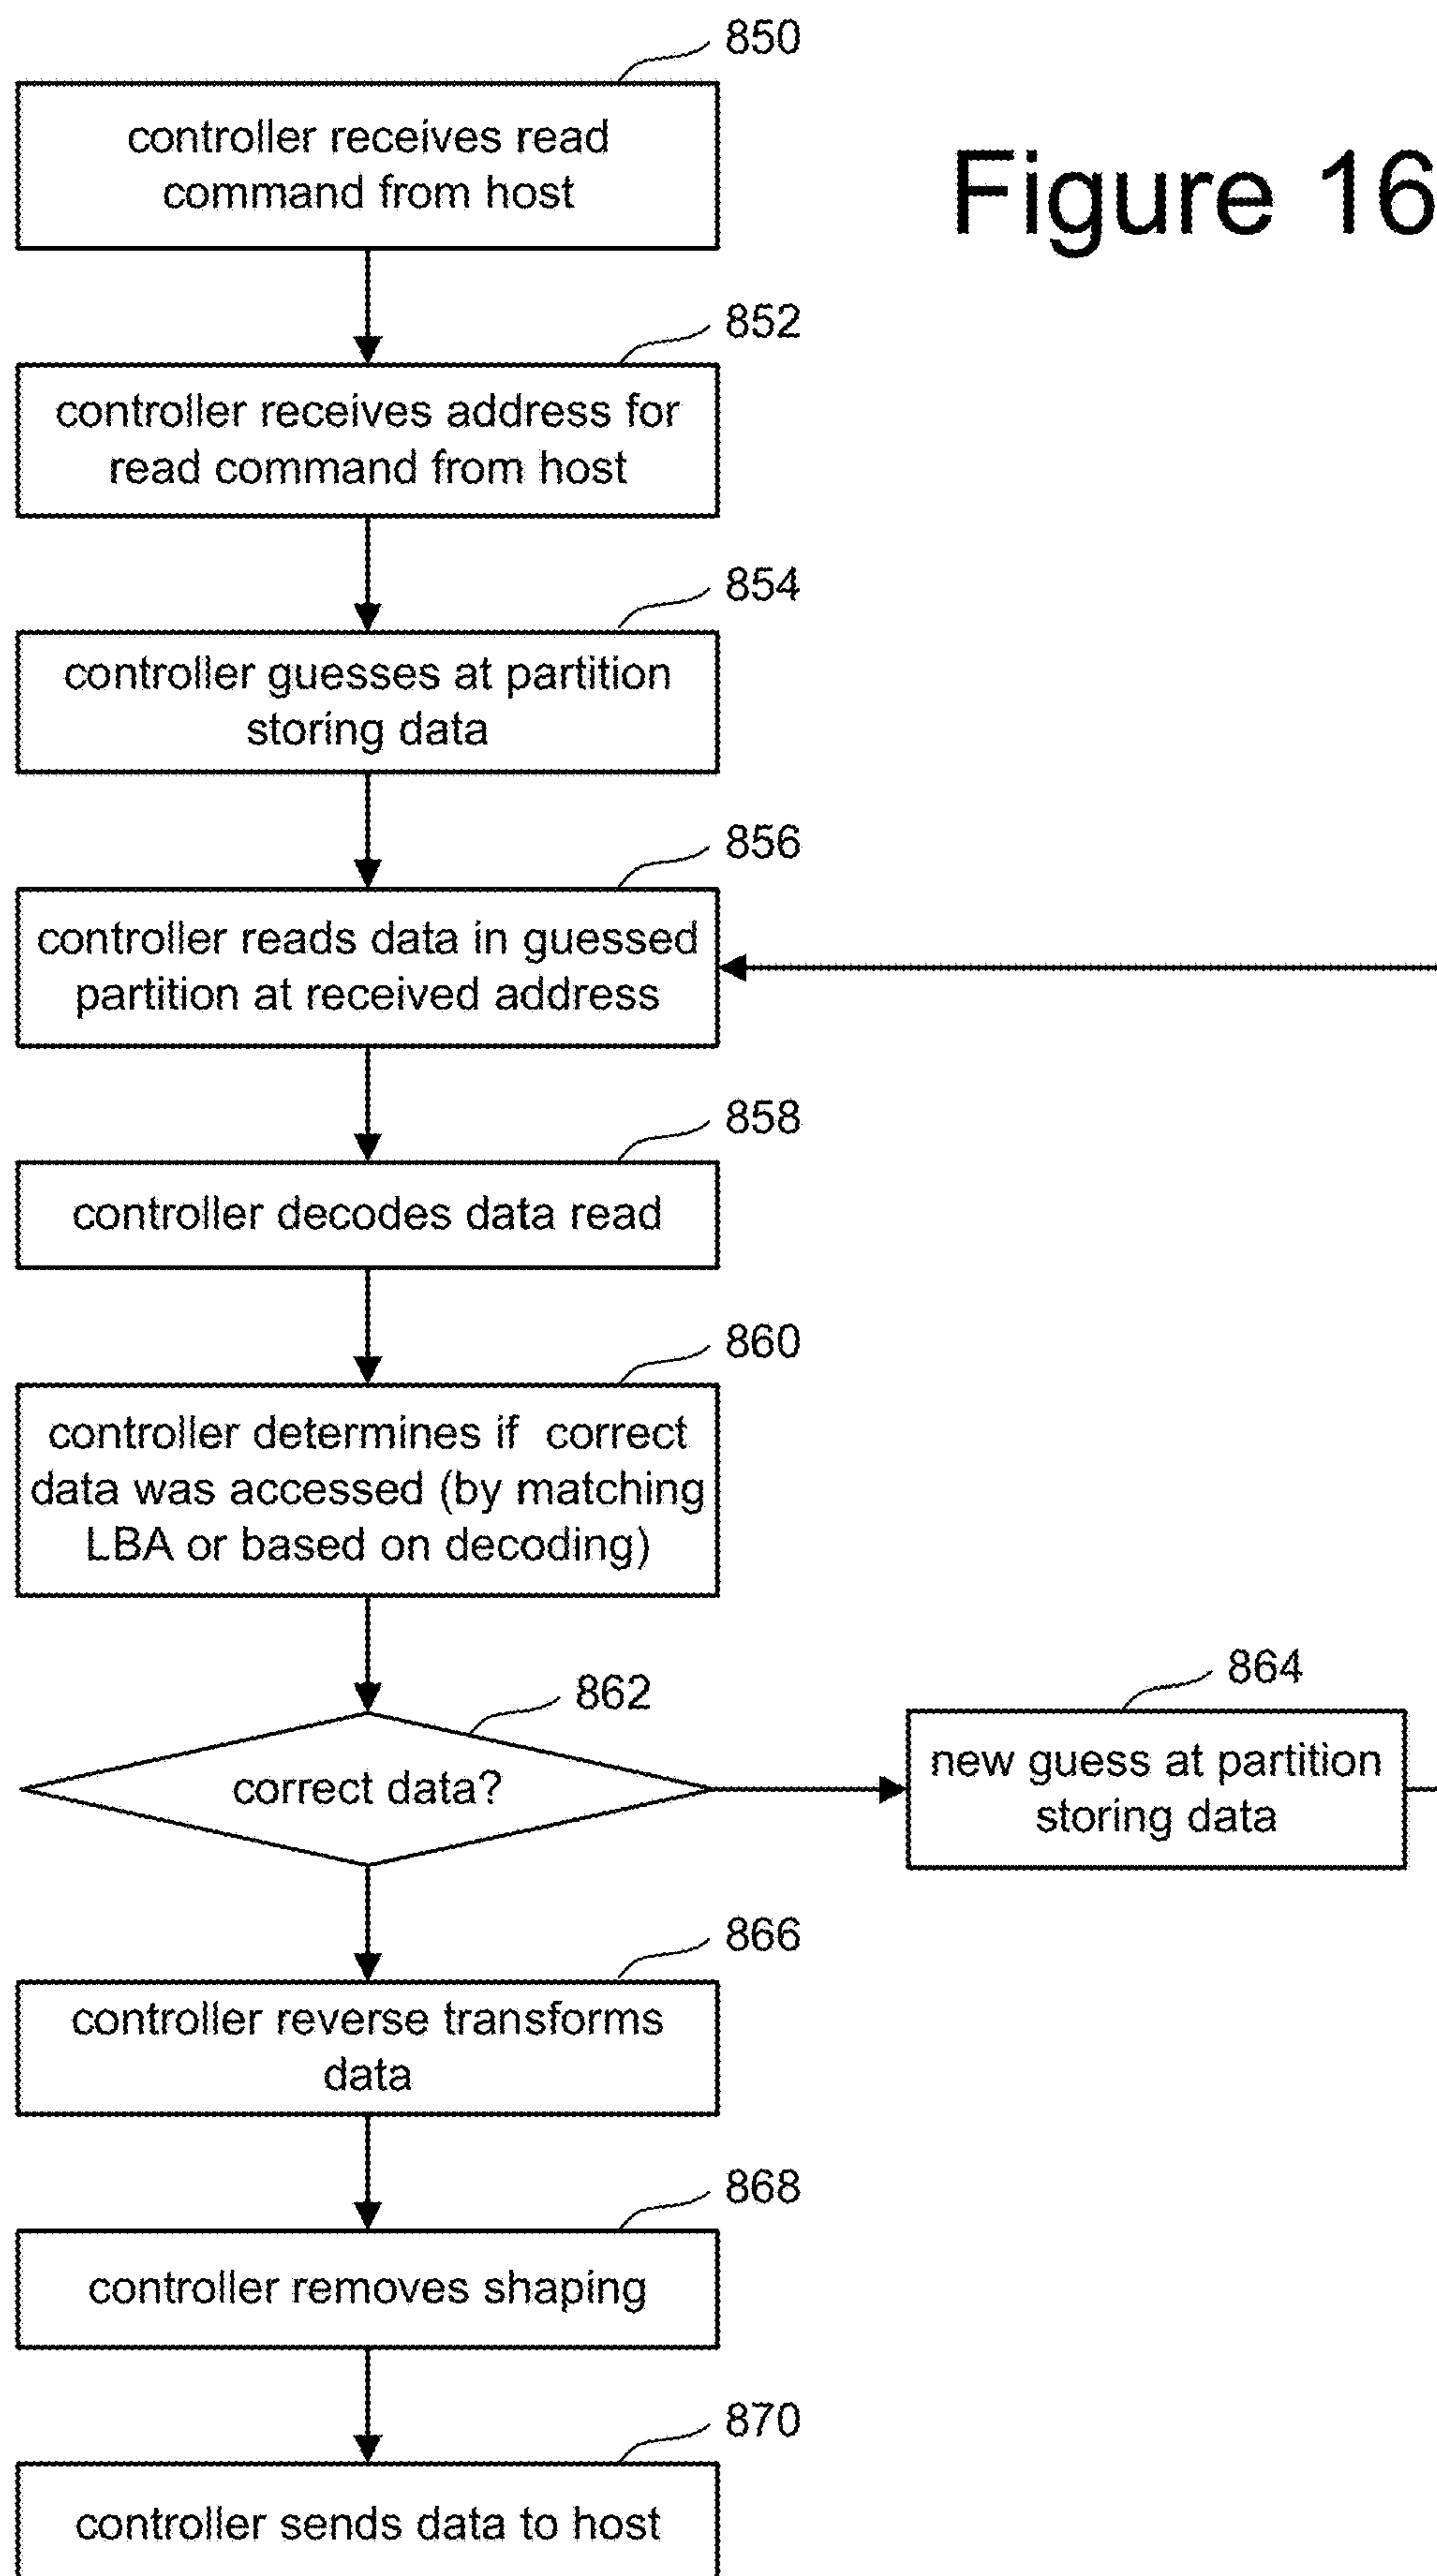 850
controller receives read
command from host
Figure 16
852
controller receives address for
read command from host
854
controller guesses at partition
storing data
856
controller reads data in guessed
partition at received address
858
controller decodes data read
860
controller determines if correct
data was accessed (by matching
LBA or based on decoding)
862
correct data?
864
new guess at partition
storing data
866
controller reverse transforms
data
868
controller removes shaping
870
controller sends data to host